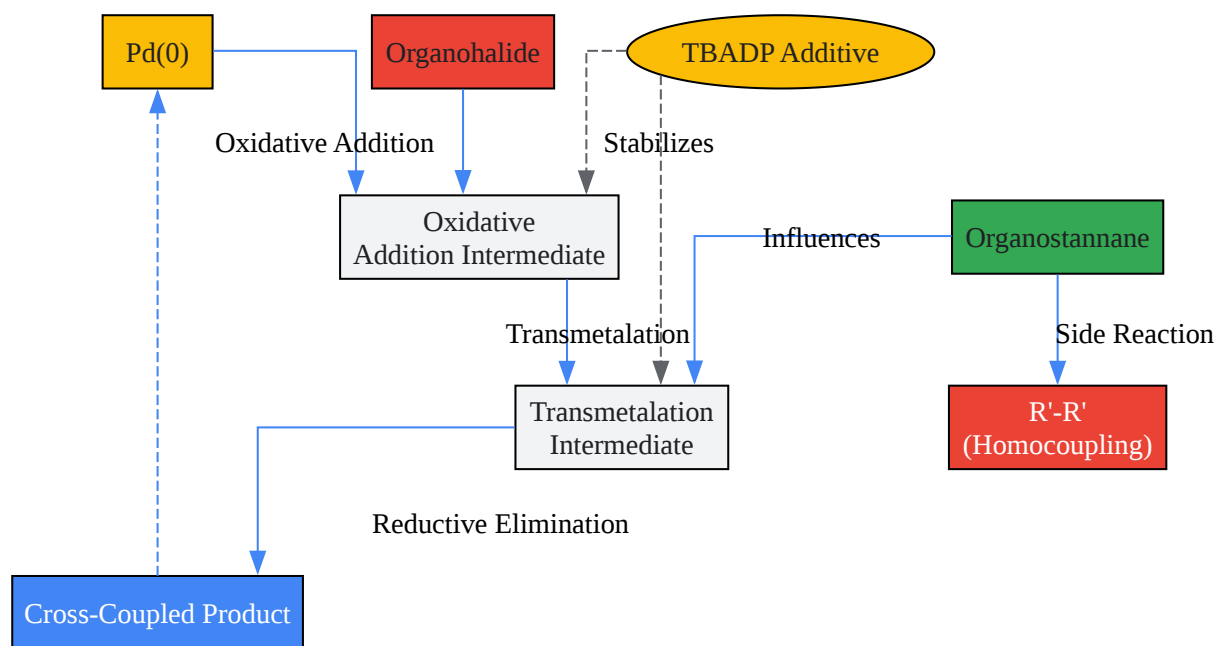 Pd(0)
Organohalide
TBADP Additive
Oxidative Addition
Stabilizes
Oxidative
Addition Intermediate
Influences
Organostannane
Transmetalation
Side Reaction
Transmetalation
Intermediate
R'-R'
(Homocoupling)
Reductive Elimination
Cross-Coupled Product